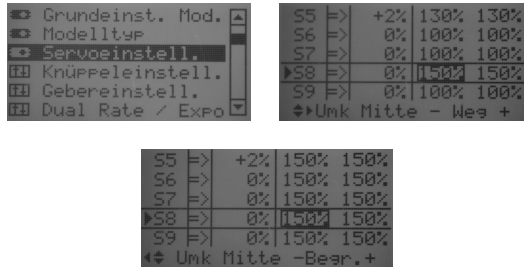 Grundeinst. Mod.
Modelltyp
Servoeinstell.
Knüppeleinstell.
Gebereinstell.
Dual Rate / Expo
S5 => +2% 130% 130%
S6 => 0% 100% 100%
S7 => 0% 100% 100%
S8 => 0% 150% 150%
S9 => 0% 100% 100%
Umk Mitte - Weg +
S5 => +2% 150% 150%
S6 => 0% 150% 150%
S7 => 0% 150% 150%
S8 => 0% 150% 150%
S9 => 0% 150% 150%
Umk Mitte -Begr.+